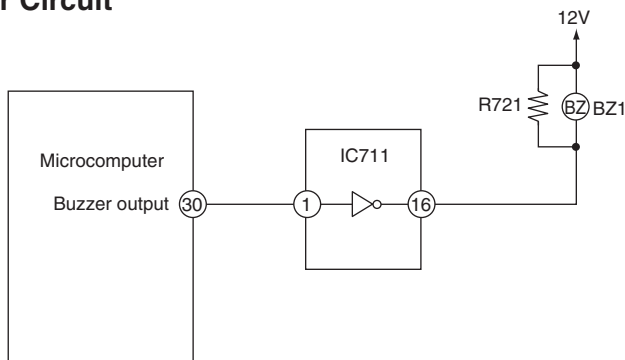 r Circuit
12V
R721
BZ
BZ1
IC711
Microcomputer
Buzzer output
30
1
16